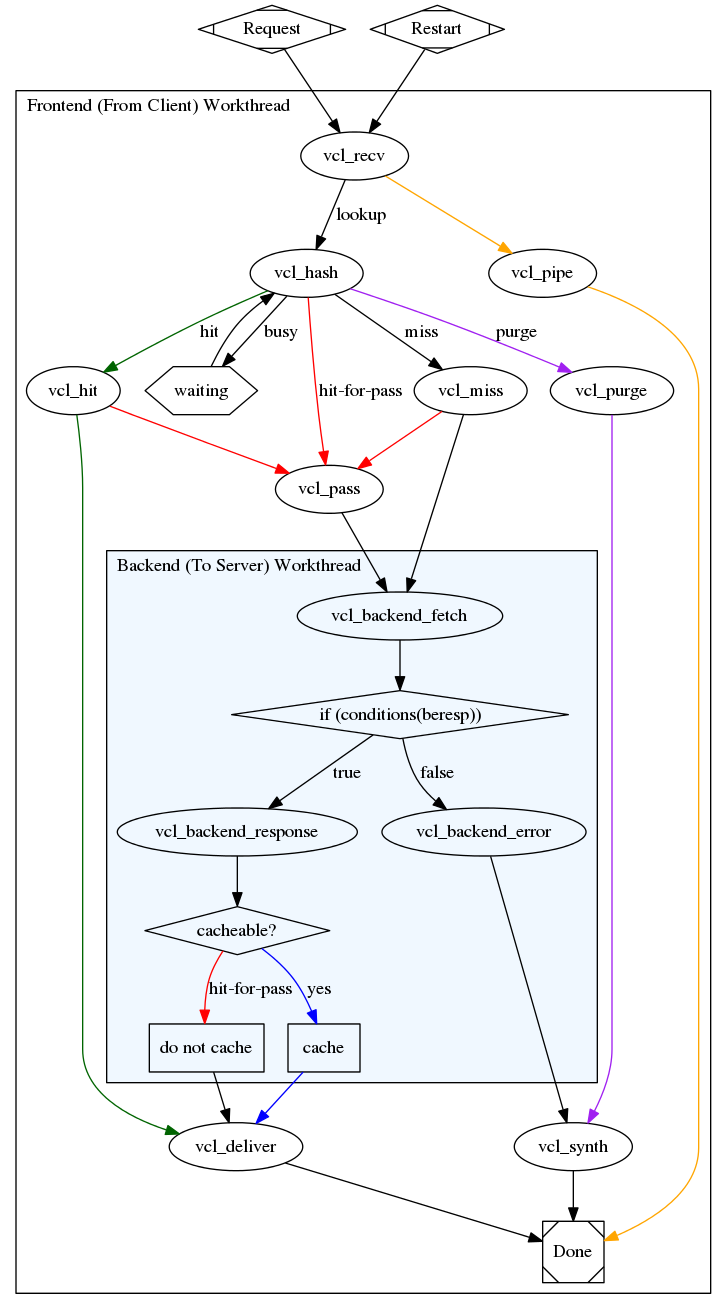 Request
Restart
Frontend (From Client) Workthread
vcl_recv
lookup
vcl_hash
vcl_pipe
hit
busy
miss
purge
vcl_hit
waiting
hit-for-pass
vcl_miss
vcl_purge
vcl_pass
Backend (To Server) Workthread
vcl_backend_fetch
if (conditions(beresp))
true
false
vcl_backend_response
vcl_backend_error
cacheable?
hit-for-pass
yes
do not cache
cache
vcl_deliver
vcl_synth
Done